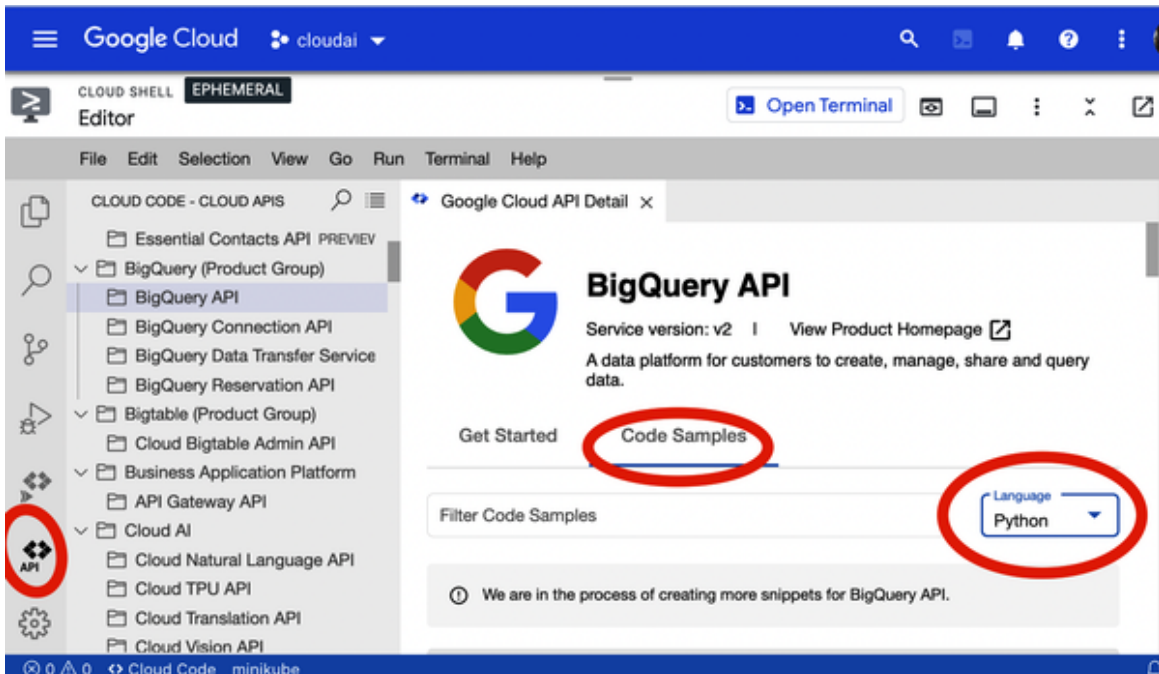 Google Cloud cloudai
CLOUD SHELL EPHEMERAL
Editor
Open Terminal
File Edit Selection View Go Run Terminal Help
CLOUD CODE - CLOUD APIS
Essential Contacts API PREVIEV
BigQuery (Product Group)
BigQuery API
BigQuery Connection API
BigQuery Data Transfer Service
BigQuery Reservation API
Bigtable (Product Group)
Cloud Bigtable Admin API
Business Application Platform
API Gateway API
Cloud AI
Cloud Natural Language API
Cloud TPU API
Cloud Translation API
Cloud Vision API
API
Google Cloud API Detail
G
BigQuery API
Service version: v2 | View Product Homepage
A data platform for customers to create, manage, share and query
data.
Get Started Code Samples
Filter Code Samples
Language
Python
We are in the process of creating more snippets for BigQuery API.
0 0 Cloud Code minikube